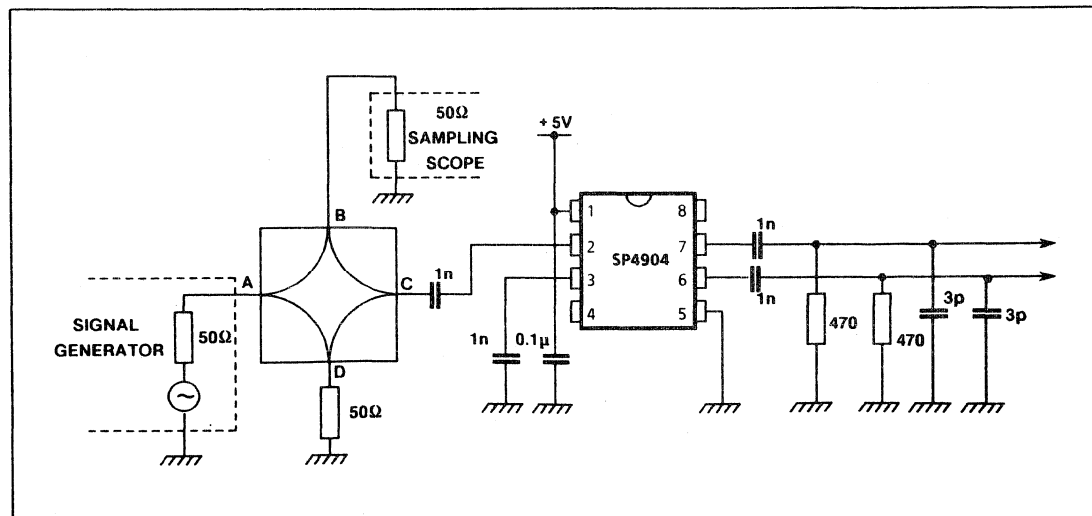 50Ω
SAMPLING
SCOPE
+ 5V
B
A
C
D
1n
SIGNAL
GENERATOR
50Ω
50Ω
1
2
3
4
8
7
6
5
SP4904
1n
0.1µ
1n
1n
470
470
3p
3p